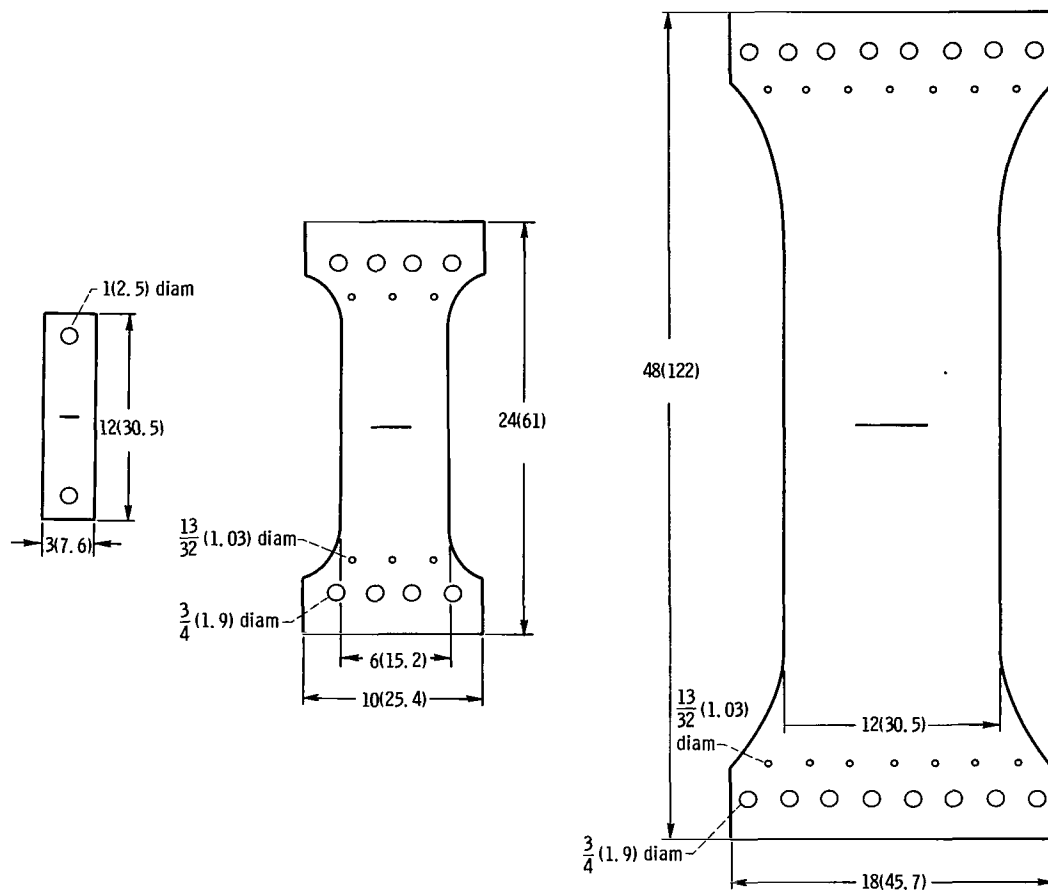 1(2.5) diam
12(30.5)
3(7.6)
24(61)
13/32 (1.03) diam
3/4 (1.9) diam
6(15.2)
10(25.4)
48(122)
13/32 (1.03)
diam
12(30.5)
3/4 (1.9) diam
18(45.7)